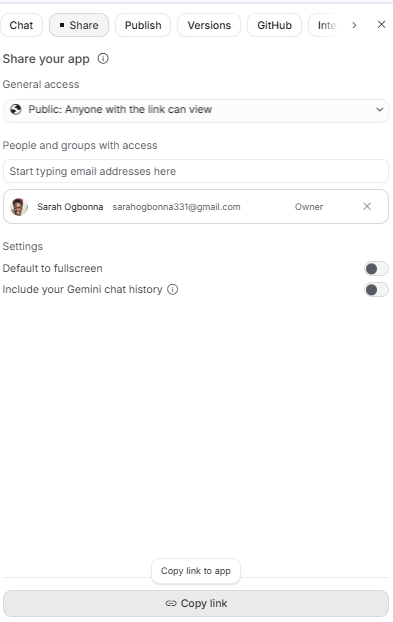 Chat Share Publish Versions GitHub Inte
Share your app
General access
Public: Anyone with the link can view
People and groups with access
Start typing email addresses here
Sarah Ogbonna sarahogbonna331@gmail.com Owner
Settings
Default to fullscreen
Include your Gemini chat history
Copy link to app
Copy link